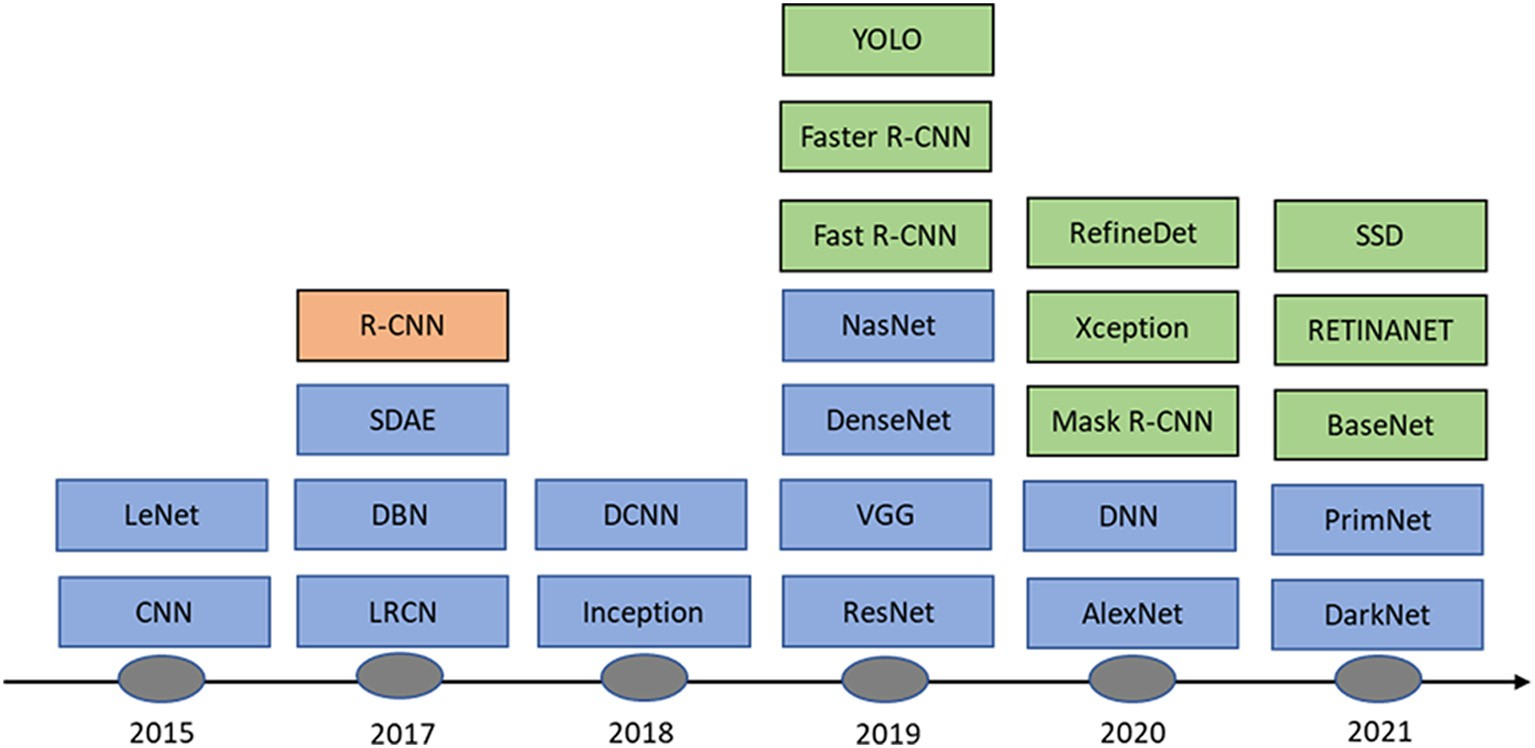 YOLO
Faster R-CNN
Fast R-CNN
RefineDet
SSD
R-CNN
NasNet
Xception
RETINANET
SDAE
DenseNet
Mask R-CNN
BaseNet
LeNet
DBN
DCNN
VGG
DNN
PrimNet
CNN
LRCN
Inception
ResNet
AlexNet
DarkNet
2015
2017
2018
2019
2020
2021